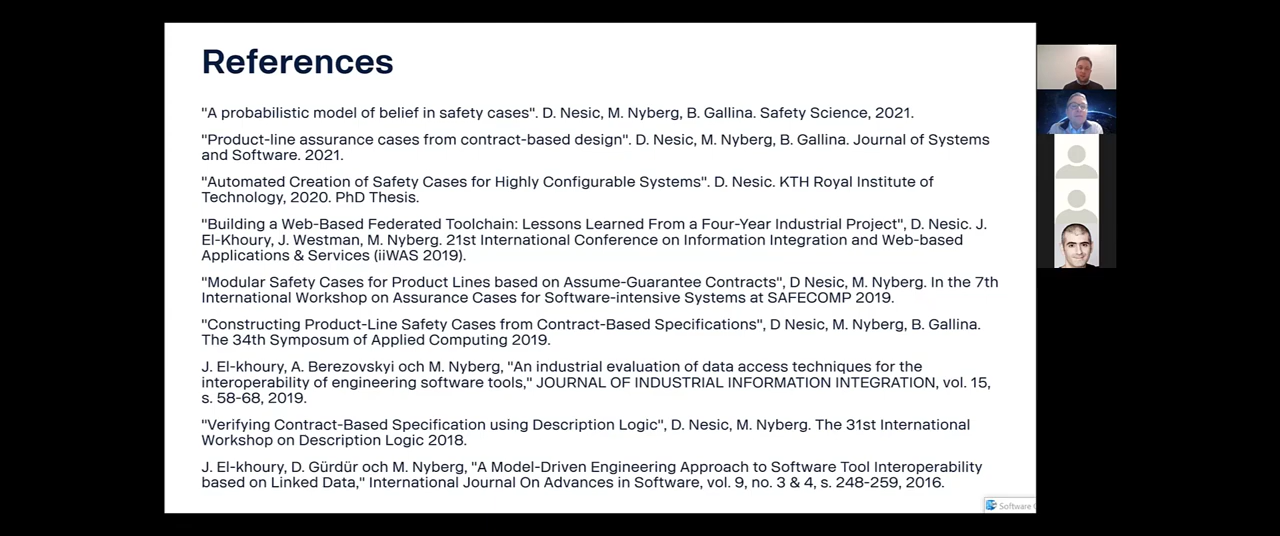 References
"A probabilistic model of belief in safety cases". D. Nesic, M. Nyberg, B. Gallina. Safety Science, 2021.
"Product-line assurance cases from contract-based design". D. Nesic, M. Nyberg, B. Gallina. Journal of Systems
and Software. 2021.
"Automated Creation of Safety Cases for Highly Configurable Systems". D. Nesic. KTH Royal Institute of
Technology, 2020. PhD Thesis.
"Building a Web-Based Federated Toolchain: Lessons Learned From a Four-Year Industrial Project", D. Nesic. J.
El-Khoury, J. Westman, M. Nyberg. 21st International Conference on Information Integration and Web-based
Applications & Services (iiWAS 2019).
"Modular Safety Cases for Product Lines based on Assume-Guarantee Contracts", D Nesic, M. Nyberg. In the 7th
International Workshop on Assurance Cases for Software-intensive Systems at SAFECOMP 2019.
"Constructing Product-Line Safety Cases from Contract-Based Specifications", D Nesic, M. Nyberg, B. Gallina.
The 34th Symposum of Applied Computing 2019.
J. El-khoury, A. Berezovskyi och M. Nyberg, "An industrial evaluation of data access techniques for the
interoperability of engineering software tools," JOURNAL OF INDUSTRIAL INFORMATION INTEGRATION, vol. 15,
s. 58-68, 2019.
"Verifying Contract-Based Specification using Description Logic", D. Nesic, M. Nyberg. The 31st International
Workshop on Description Logic 2018.
J. El-khoury, D. Gürdür och M. Nyberg, "A Model-Driven Engineering Approach to Software Tool Interoperability
based on Linked Data," International Journal On Advances in Software, vol. 9, no. 3 & 4, s. 248-259, 2016.
Software